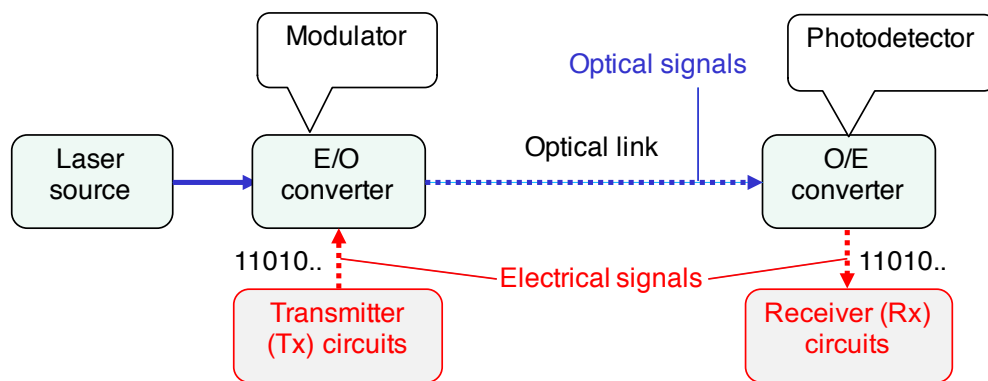 Modulator
Photodetector
Optical signals
Laser
source
E/O
converter
Optical link
O/E
converter
11010..
Electrical signals
11010..
Transmitter
(Tx) circuits
Receiver (Rx)
circuits